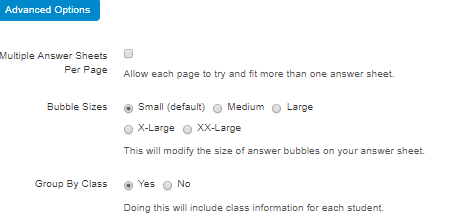 Advanced Options
Multiple Answer Sheets
Per Page
Allow each page to try and fit more than one answer sheet.
Bubble Sizes
Small (default) Medium Large
X-Large XX-Large
This will modify the size of answer bubbles on your answer sheet.
Group By Class
Yes No
Doing this will include class information for each student.